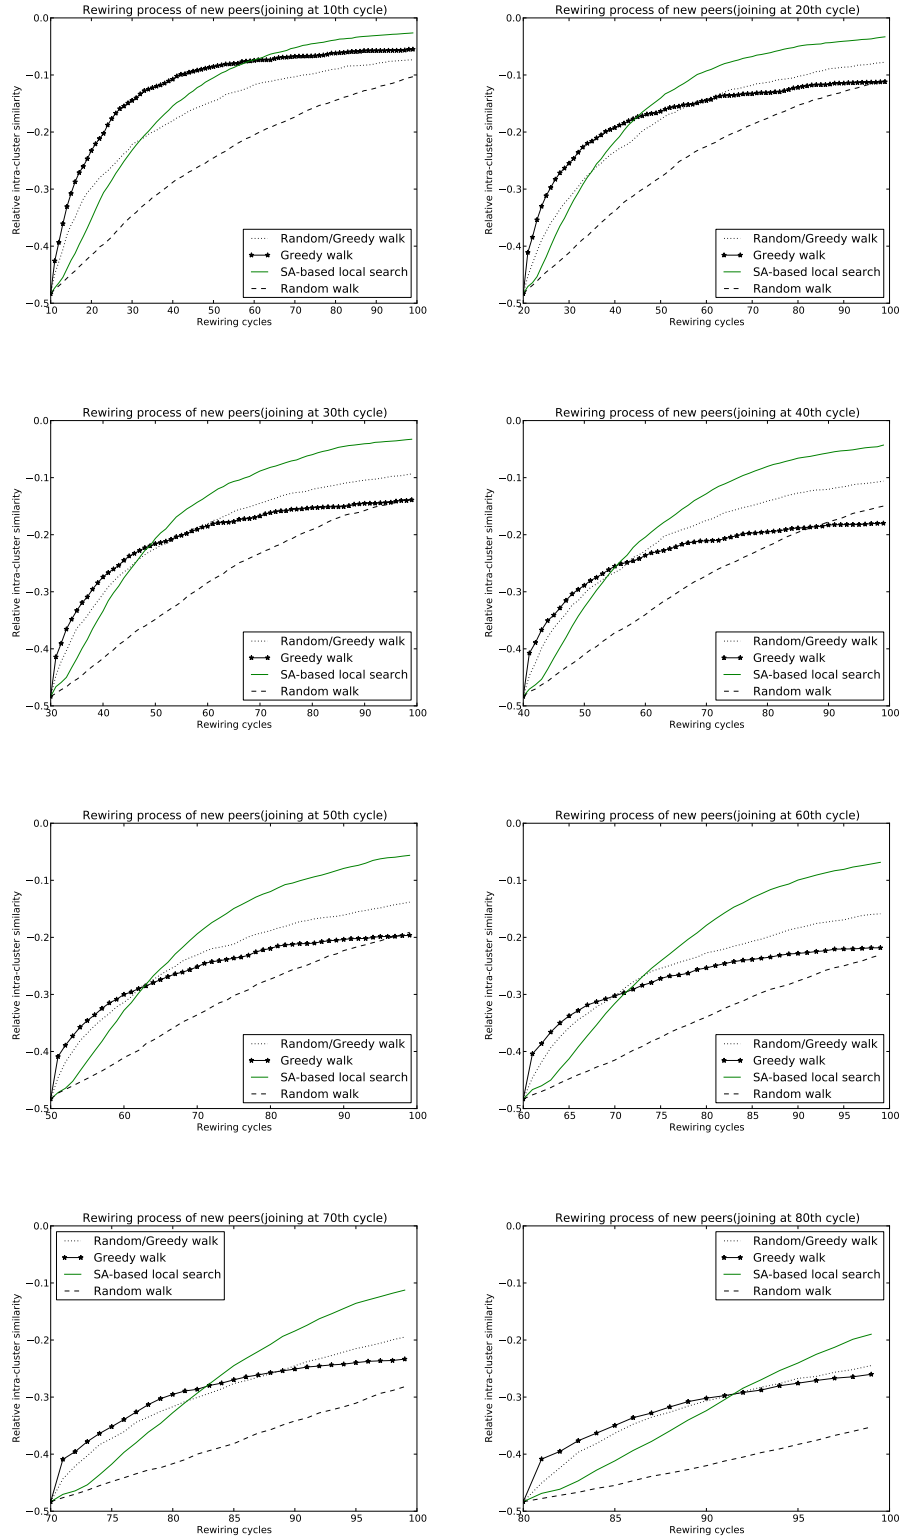 Rewiring process of new peers(joining at 10th cycle)
0.0
−0.1
−0.2
−0.3
−0.4
−0.5
Relative intra-cluster similarity
Random/Greedy walk
Greedy walk
SA-based local search
Random walk
10 20 30 40 50 60 70 80 90 100
Rewiring cycles
Rewiring process of new peers(joining at 20th cycle)
0.0
−0.1
−0.2
−0.3
−0.4
−0.5
Relative intra-cluster similarity
Random/Greedy walk
Greedy walk
SA-based local search
Random walk
20 30 40 50 60 70 80 90 100
Rewiring cycles
Rewiring process of new peers(joining at 30th cycle)
0.0
−0.1
−0.2
−0.3
−0.4
−0.5
Relative intra-cluster similarity
Random/Greedy walk
Greedy walk
SA-based local search
Random walk
30 40 50 60 70 80 90 100
Rewiring cycles
Rewiring process of new peers(joining at 40th cycle)
0.0
−0.1
−0.2
−0.3
−0.4
−0.5
Relative intra-cluster similarity
Random/Greedy walk
Greedy walk
SA-based local search
Random walk
40 50 60 70 80 90 100
Rewiring cycles
Rewiring process of new peers(joining at 50th cycle)
0.0
−0.1
−0.2
−0.3
−0.4
−0.5
Relative intra-cluster similarity
Random/Greedy walk
Greedy walk
SA-based local search
Random walk
50 60 70 80 90 100
Rewiring cycles
Rewiring process of new peers(joining at 60th cycle)
0.0
−0.1
−0.2
−0.3
−0.4
−0.5
Relative intra-cluster similarity
Random/Greedy walk
Greedy walk
SA-based local search
Random walk
60 65 70 75 80 85 90 95 100
Rewiring cycles
Rewiring process of new peers(joining at 70th cycle)
0.0
−0.1
−0.2
−0.3
−0.4
−0.5
Relative intra-cluster similarity
Random/Greedy walk
Greedy walk
SA-based local search
Random walk
70 75 80 85 90 95 100
Rewiring cycles
Rewiring process of new peers(joining at 80th cycle)
0.0
−0.1
−0.2
−0.3
−0.4
−0.5
Relative intra-cluster similarity
Random/Greedy walk
Greedy walk
SA-based local search
Random walk
80 85 90 95 100
Rewiring cycles